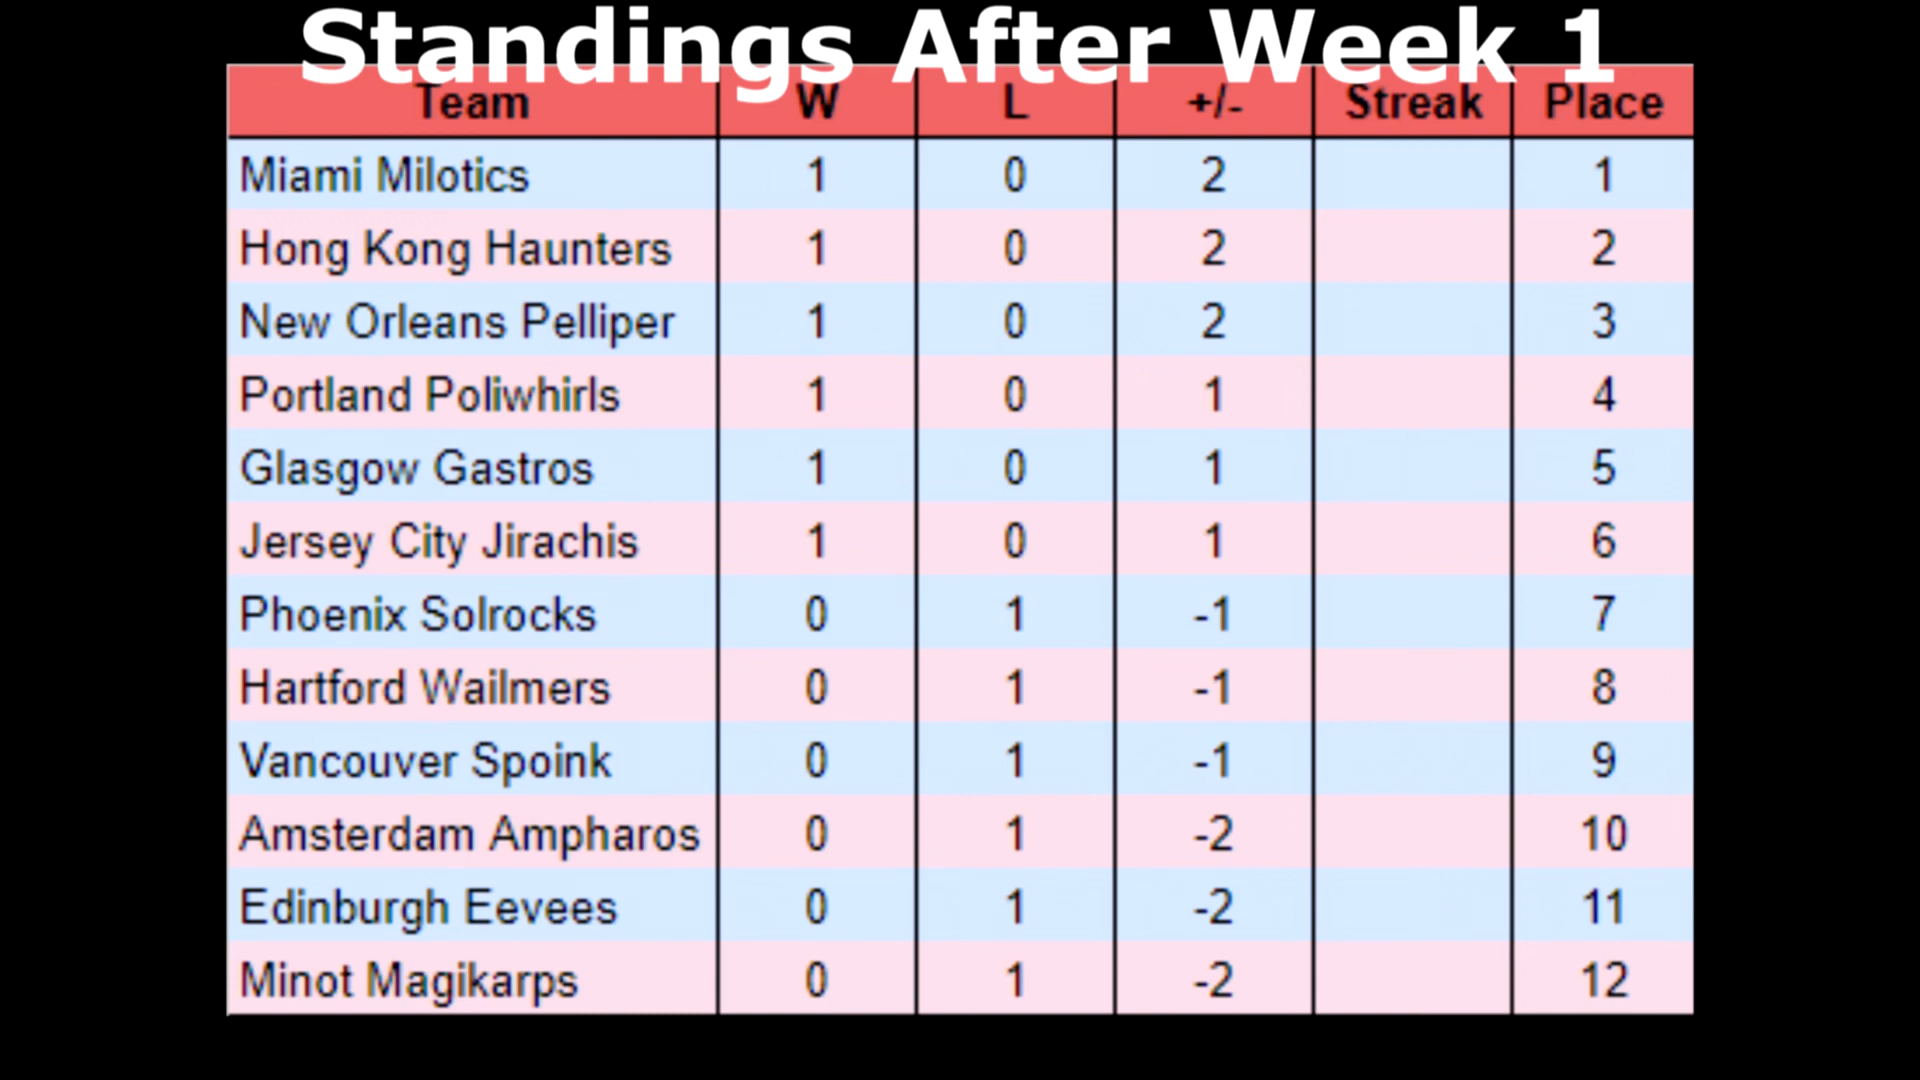 Standings After Week 1
Team W L +/- Streak Place
Miami Milotics 1 0 2 1
Hong Kong Haunters 1 0 2 2
New Orleans Pelliper 1 0 2 3
Portland Poliwhirls 1 0 1 4
Glasgow Gastros 1 0 1 5
Jersey City Jirachis 1 0 1 6
Phoenix Solrocks 0 1 -1 7
Hartford Wailmers 0 1 -1 8
Vancouver Spoink 0 1 -1 9
Amsterdam Ampharos 0 1 -2 10
Edinburgh Eevees 0 1 -2 11
Minot Magikarps 0 1 -2 12